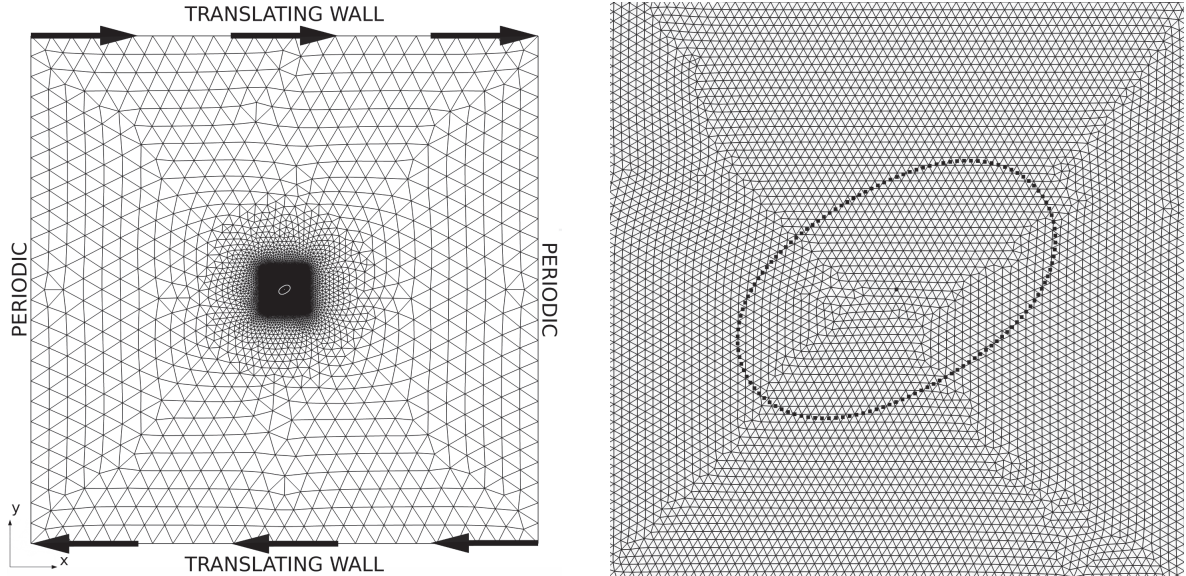 TRANSLATING WALL
PERIODIC
PERIODIC
y
x
TRANSLATING WALL